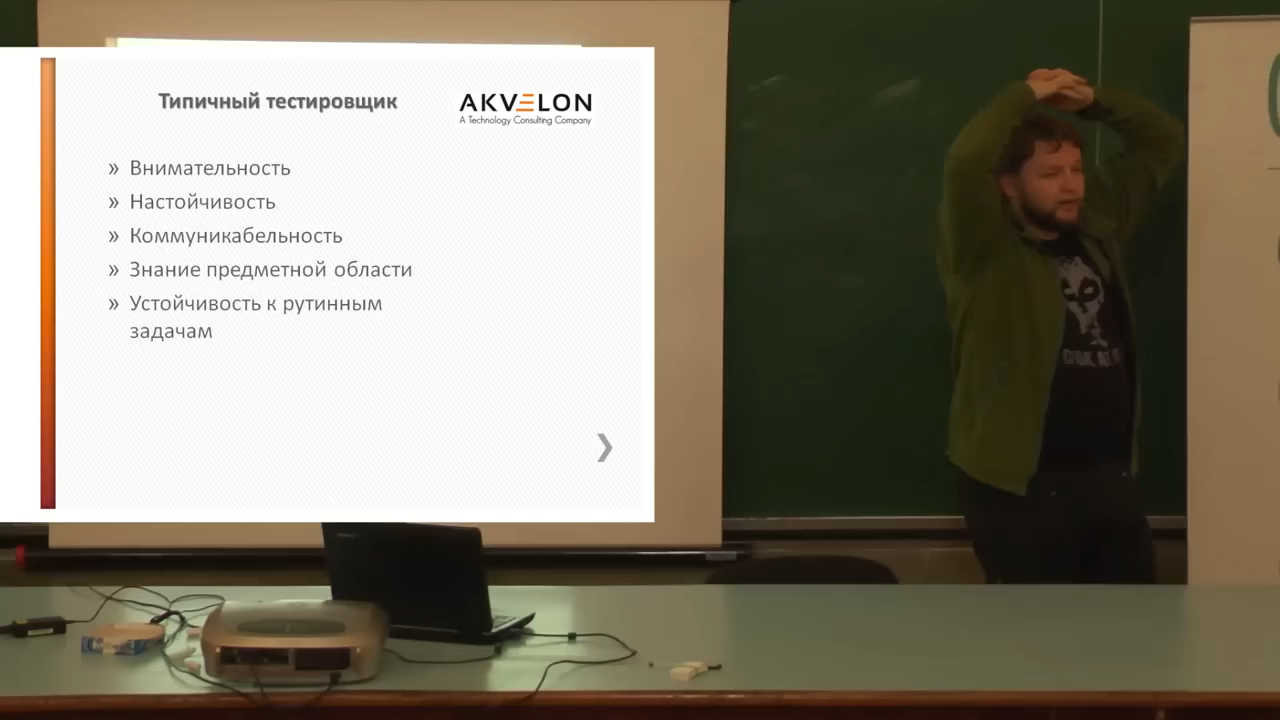 Типичный тестировщик
AKVELON
A Technology Consulting Company
» Внимательность
» Настойчивость
» Коммуникабельность
» Знание предметной области
» Устойчивость к рутинным
задачам